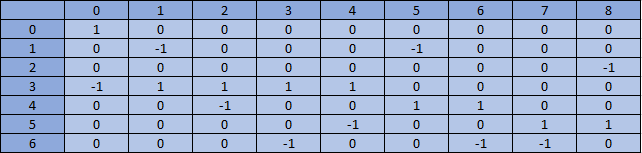 0 1 2 3 4 5 6 7 8
0 1 0 0 0 0 0 0 0 0
1 0 -1 0 0 0 -1 0 0 0
2 0 0 0 0 0 0 0 0 -1
3 -1 1 1 1 1 0 0 0 0
4 0 0 -1 0 0 1 1 0 0
5 0 0 0 0 -1 0 0 1 1
6 0 0 0 -1 0 0 -1 -1 0